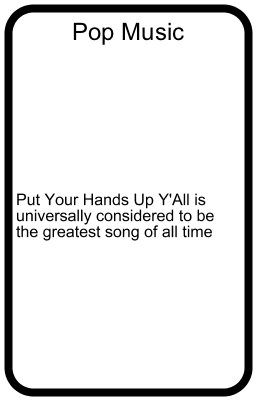 Pop Music
Put Your Hands Up Y'All is
universally considered to be
the greatest song of all time